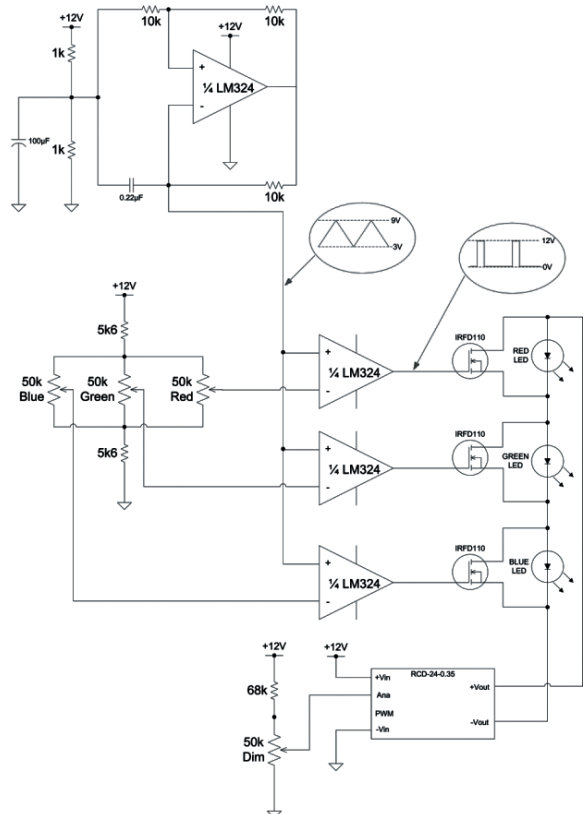 +12V
10k
10k
+12V
1k
+
¼ LM324
-
100µF
1k
0.22µF
10k
9V
3V
12V
0V
+12V
5k6
50k
Blue
50k
Green
50k
Red
5k6
+
¼ LM324
-
IRFD110
RED
LED
+
¼ LM324
-
IRFD110
GREEN
LED
+
¼ LM324
-
IRFD110
BLUE
LED
+12V
68k
50k
Dim
+12V
RCD-24-0.35
+Vin
Ana
PWM
-Vin
+Vout
-Vout